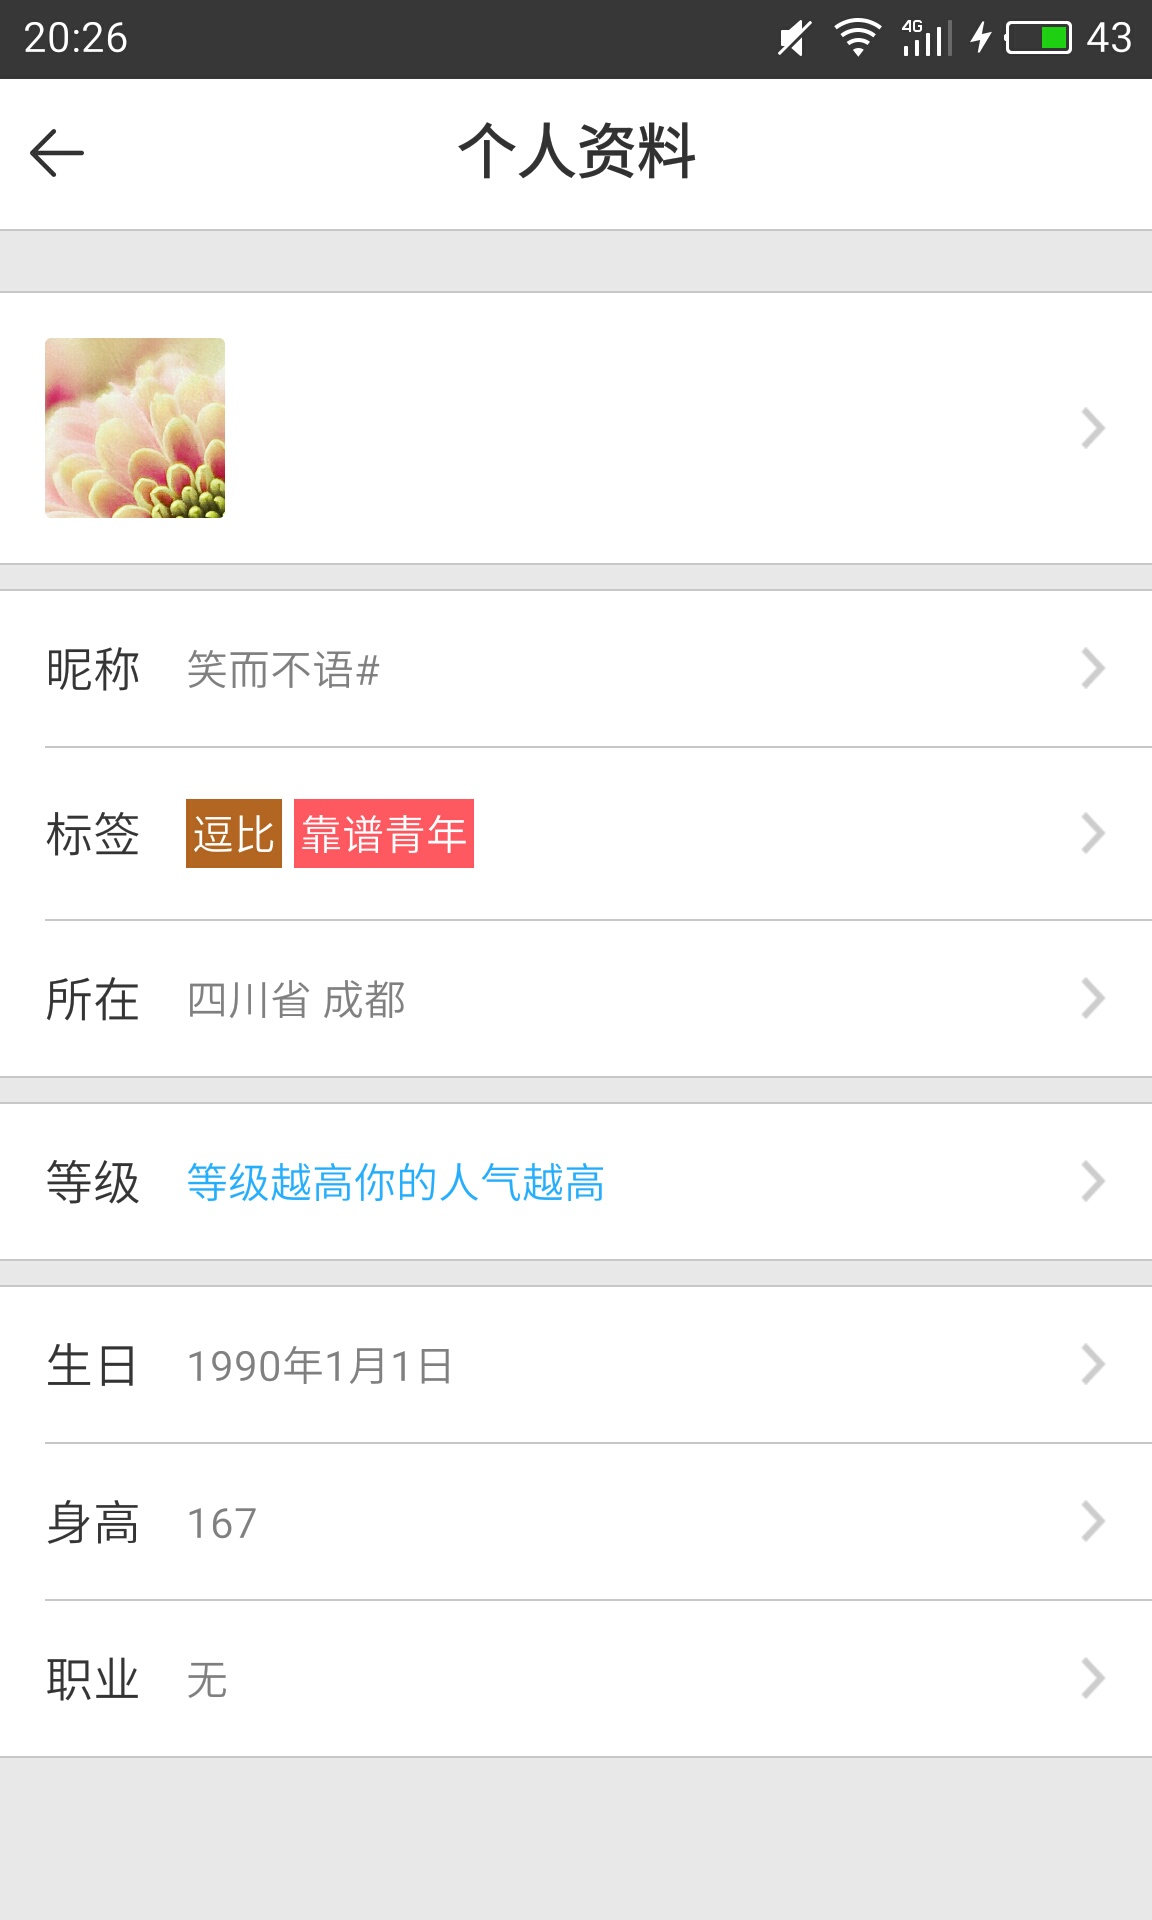 20:26 4G 43
个人资料
昵称 笑而不语#
标签 逗比 靠谱青年
所在 四川省 成都
等级 等级越高你的人气越高
生日 1990年1月1日
身高 167
职业 无